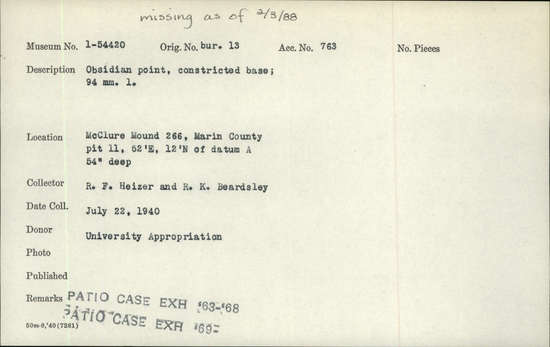 missing as of 2/3/88
Museum No. 1-54420 Orig. No. bur. 13 Acc. No. 763 No. Pieces
Description Obsidian point, constricted base;
94 mm. l.
Location McClure Mound 266, Marin County
pit 11, 52'E, 12'N of datum A
54" deep
Collector R. F. Heizer and R. K. Beardsley
Date Coll. July 22, 1940
Donor University Appropriation
Photo
Published
Remarks PATIO CASE EXH '63-'68
PATIO CASE EXH '69-
50m-8,'40(7281)